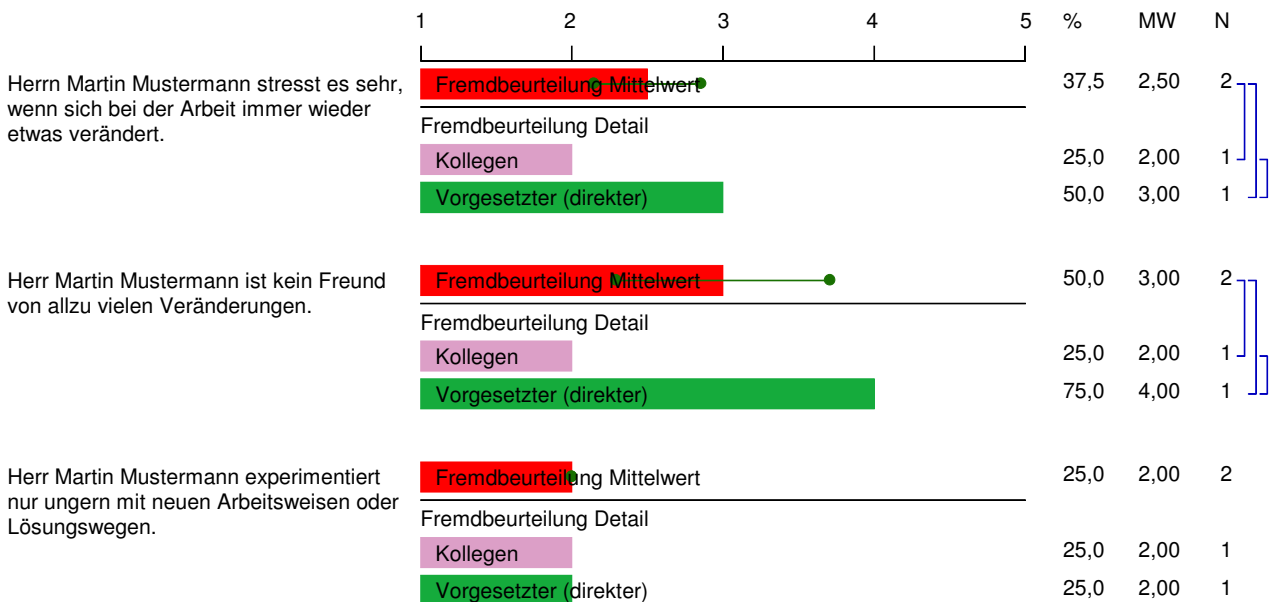 1 2 3 4 5 % MW N
Herrn Martin Mustermann stresst es sehr,
wenn sich bei der Arbeit immer wieder
etwas verändert.
Fremdbeurteilung Mittelwert 37,5 2,50 2
Fremdbeurteilung Detail
Kollegen 25,0 2,00 1
Vorgesetzter (direkter) 50,0 3,00 1
Herr Martin Mustermann ist kein Freund
von allzu vielen Veränderungen.
Fremdbeurteilung Mittelwert 50,0 3,00 2
Fremdbeurteilung Detail
Kollegen 25,0 2,00 1
Vorgesetzter (direkter) 75,0 4,00 1
Herr Martin Mustermann experimentiert
nur ungern mit neuen Arbeitsweisen oder
Lösungswegen.
Fremdbeurteilung Mittelwert 25,0 2,00 2
Fremdbeurteilung Detail
Kollegen 25,0 2,00 1
Vorgesetzter (direkter) 25,0 2,00 1